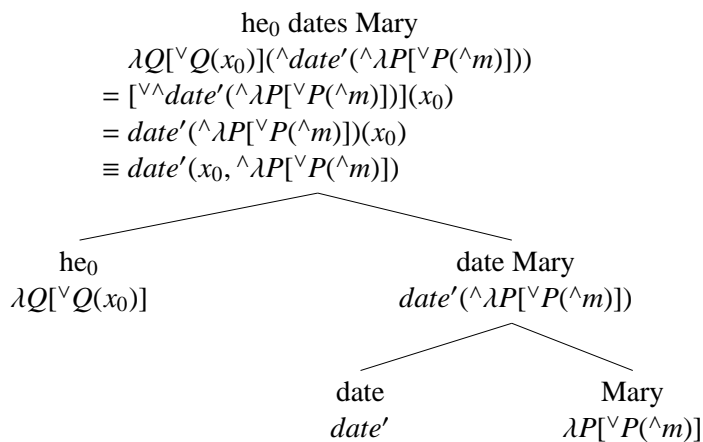 he₀ dates Mary
λQ[ˇQ(x₀)](^date′(^λP[ˇP(^m)]))
= [ˇ^date′(^λP[ˇP(^m)])](x₀)
= date′(^λP[ˇP(^m)])(x₀)
≡ date′(x₀, ^λP[ˇP(^m)])
he₀ date Mary
λQ[ˇQ(x₀)] date′(^λP[ˇP(^m)])
date Mary
date′ λP[ˇP(^m)]